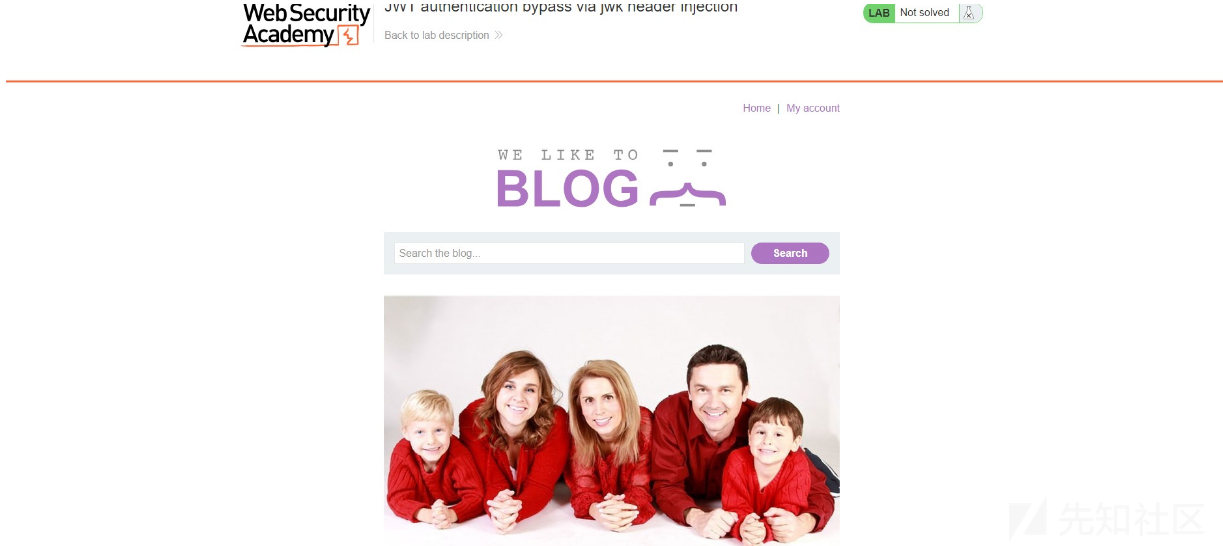 Web Security
Academy
JWT authentication bypass via jwk header injection
Back to lab description
LAB Not solved
Home | My account
WE LIKE TO
BLOG
Search the blog...
Search
先知社区